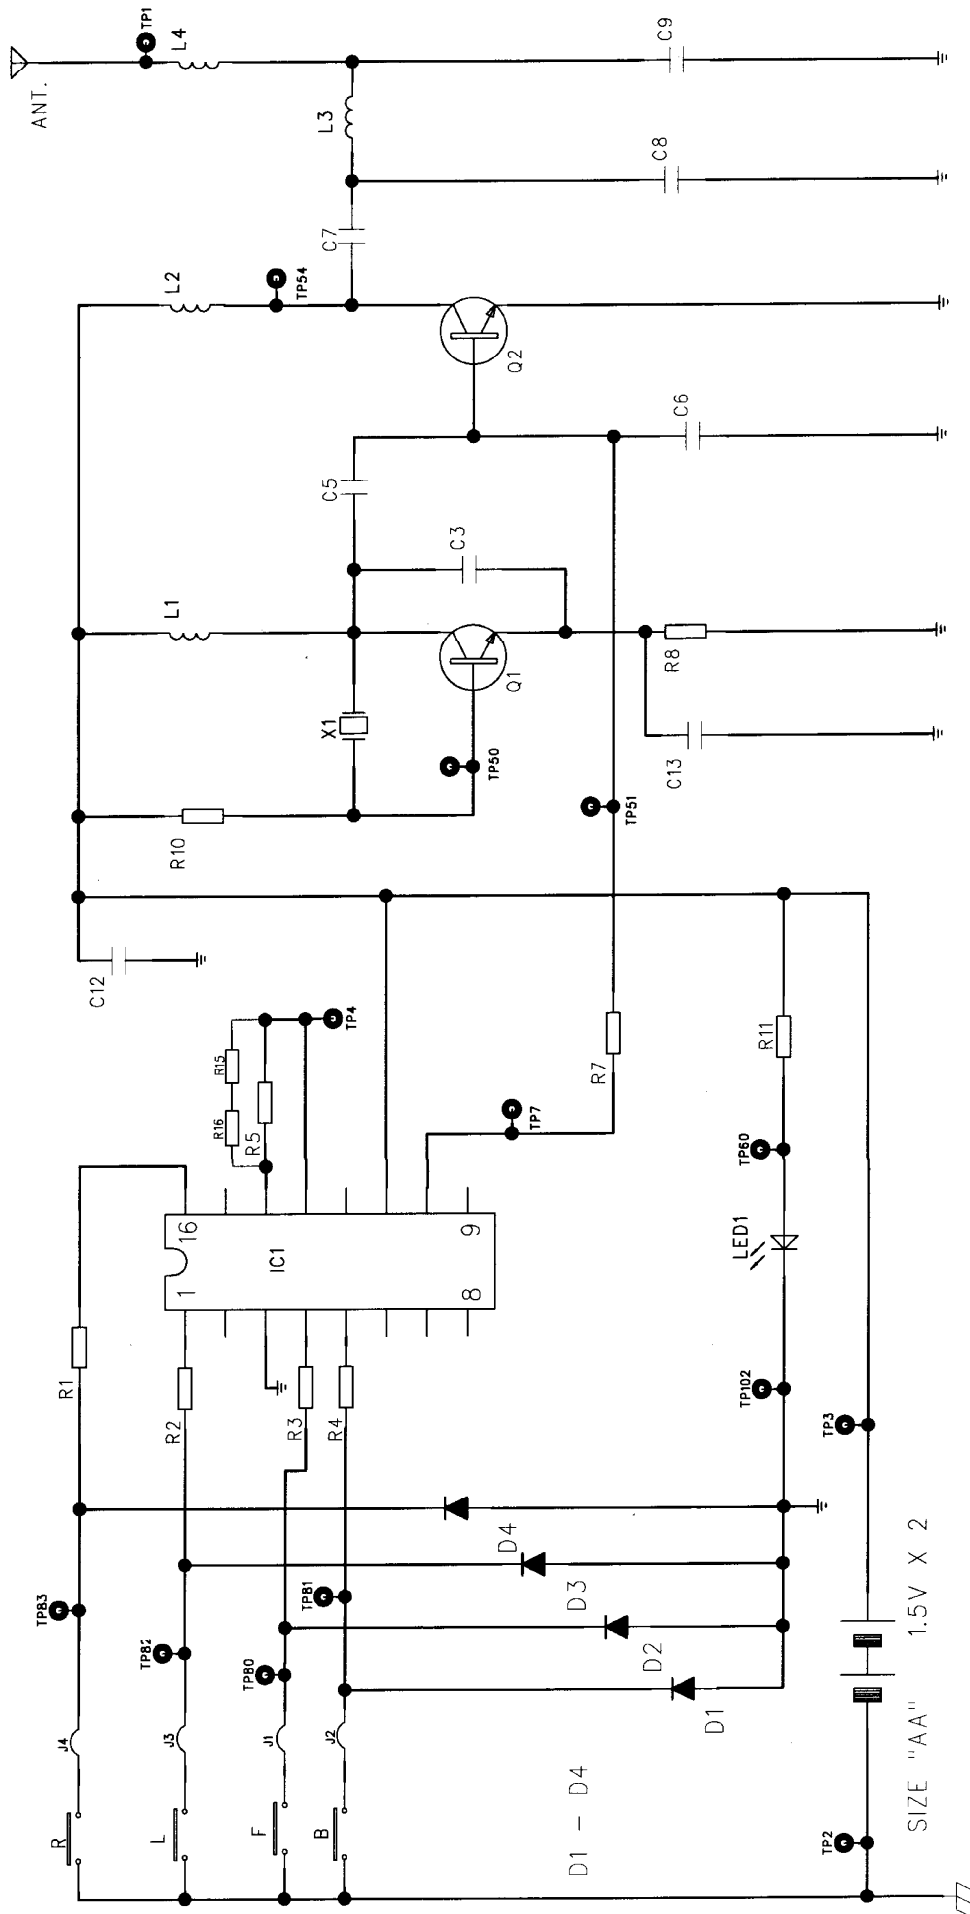 ANT.
TP1
L4
C9
L3
C8
C7
L2
TP54
Q2
C6
C5
C3
L1
Q1
R8
X1
TP50
C13
R10
TP51
C12
TP4
R15
R16
R5
R7
R11
TP7
TP60
16
9
1
8
IC1
LED1
R1
R2
R3
R4
TP102
TP3
D4
D3
D2
D1
TP83
TP82
TP80
TP81
J4
J3
J1
J2
R
L
F
B
D1 - D4
TP2
SIZE "AA" 1.5V X 2